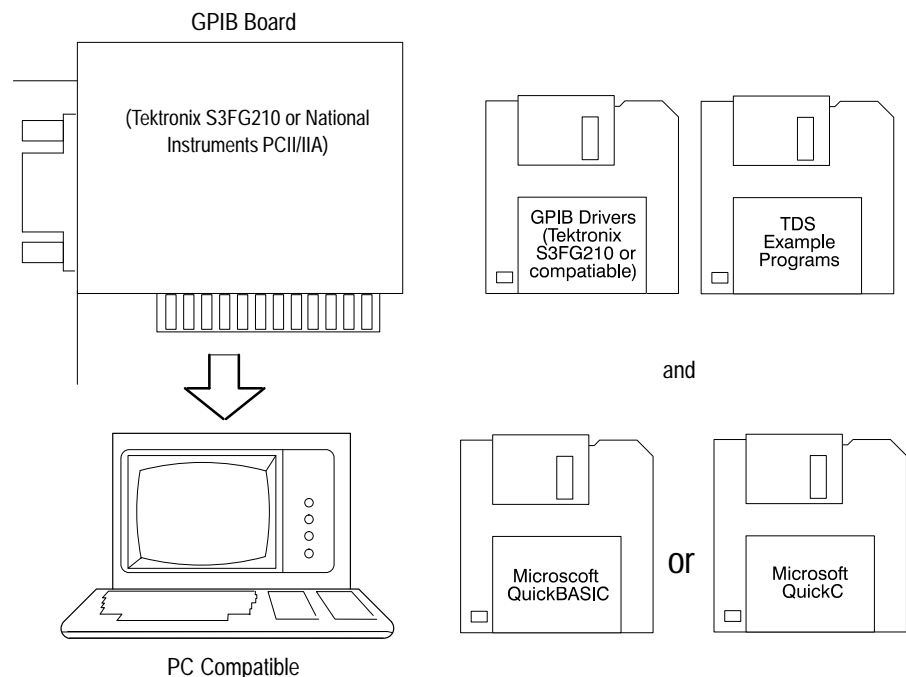 GPIB Board
(Tektronix S3FG210 or National
Instruments PCII/IIA)
GPIB Drivers
(Tektronix
S3FG210 or
compatiable)
TDS
Example
Programs
and
Microscoft
QuickBASIC
or
Microsoft
QuickC
PC Compatible